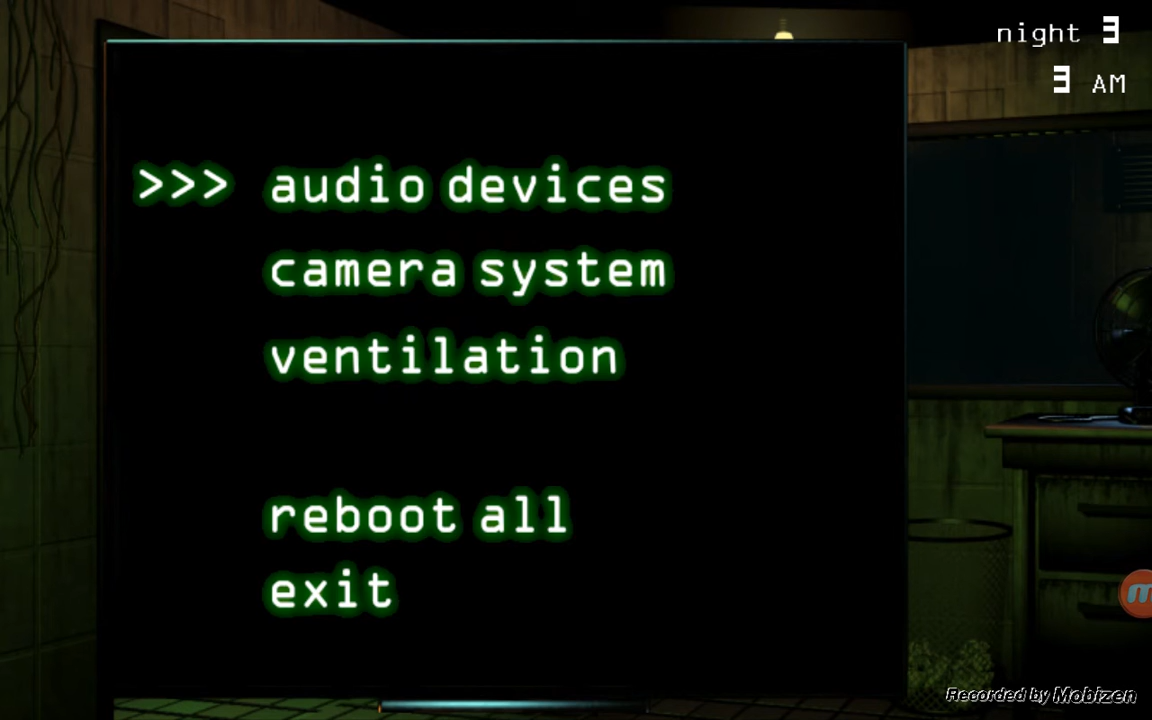 night 3
3 AM
>>> audio devices
camera system
ventilation
reboot all
exit
Recorded by Mobizen